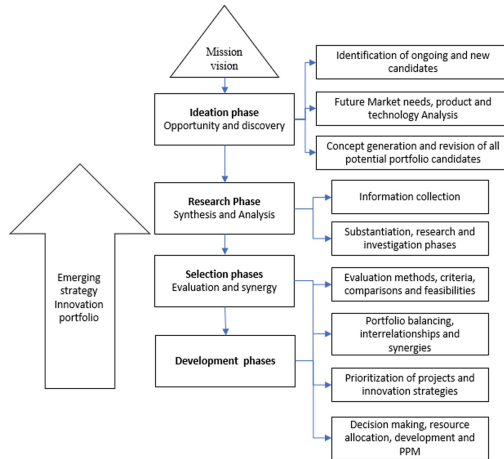 Mission
vision
Ideation phase
Opportunity and discovery
Identification of ongoing and new
candidates
Future Market needs, product and
technology Analysis
Concept generation and revision of all
potential portfolio candidates
Research Phase
Synthesis and Analysis
Information collection
Substantiation, research and
investigation phases
Selection phases
Evaluation and synergy
Evaluation methods, criteria,
comparisons and feasibilities
Portfolio balancing,
interrelationships and
synergies
Development phases
Prioritization of projects and
innovation strategies
Decision making, resource
allocation, development and
PPM
Emerging
strategy
Innovation
portfolio